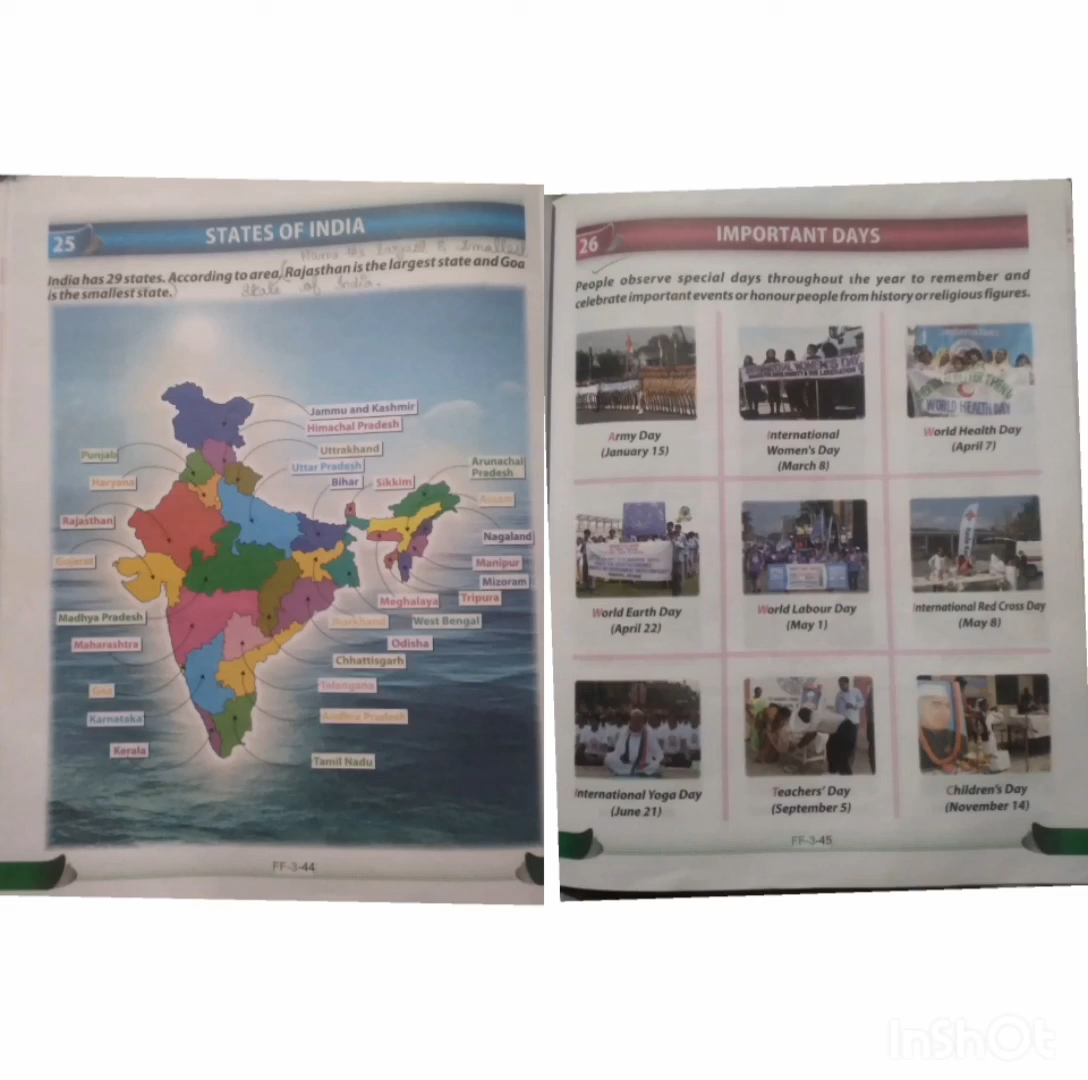 25
STATES OF INDIA
Name the largest & Smallest
India has 29 states. According to area, Rajasthan is the largest state and Goa
is the smallest state.
State of India.
Jammu and Kashmir
Himachal Pradesh
Uttrakhand
Punjab
Uttar Pradesh
Arunachal
Pradesh
Haryana
Bihar
Sikkim
Assam
Rajasthan
Nagaland
Gujarat
Manipur
Mizoram
Meghalaya
Tripura
Madhya Pradesh
Jharkhand
West Bengal
Maharashtra
Odisha
Chhattisgarh
Telangana
Goa
Karnataka
Andhra Pradesh
Kerala
Tamil Nadu
FF-3-44
26
IMPORTANT DAYS
People observe special days throughout the year to remember and
celebrate important events or honour people from history or religious figures.
WORLD HEALTH DAY
Army Day
(January 15)
International
Women's Day
(March 8)
World Health Day
(April 7)
World Earth Day
(April 22)
World Labour Day
(May 1)
International Red Cross Day
(May 8)
International Yoga Day
(June 21)
Teachers' Day
(September 5)
Children's Day
(November 14)
FF-3-45
InShOt